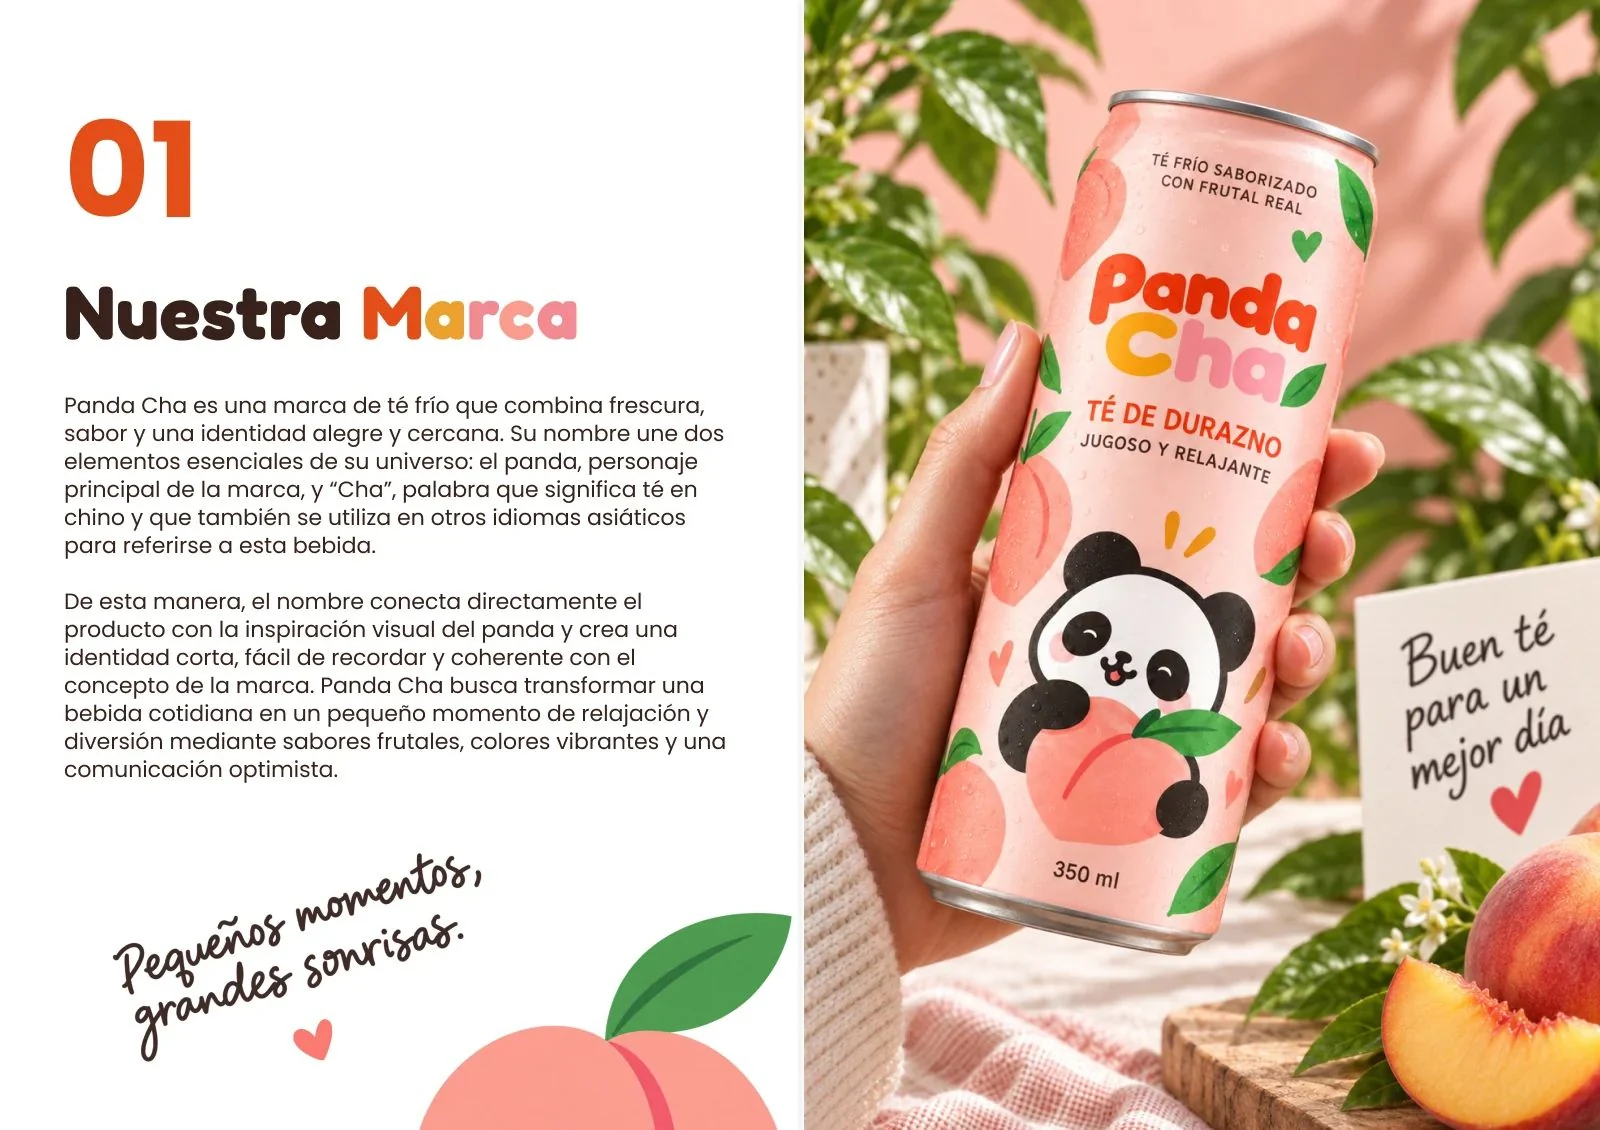 01
Nuestra Marca
Panda Cha es una marca de té frío que combina frescura,
sabor y una identidad alegre y cercana. Su nombre une dos
elementos esenciales de su universo: el panda, personaje
principal de la marca, y “Cha”, palabra que significa té en
chino y que también se utiliza en otros idiomas asiáticos
para referirse a esta bebida.
De esta manera, el nombre conecta directamente el
producto con la inspiración visual del panda y crea una
identidad corta, fácil de recordar y coherente con el
concepto de la marca. Panda Cha busca transformar una
bebida cotidiana en un pequeño momento de relajación y
diversión mediante sabores frutales, colores vibrantes y una
comunicación optimista.
Pequeños momentos,
grandes sonrisas.
TÉ FRÍO SABORIZADO
CON FRUTAL REAL
Panda
Cha
TÉ DE DURAZNO
JUGOSO Y RELAJANTE
350 ml
Buen té
para un
mejor día